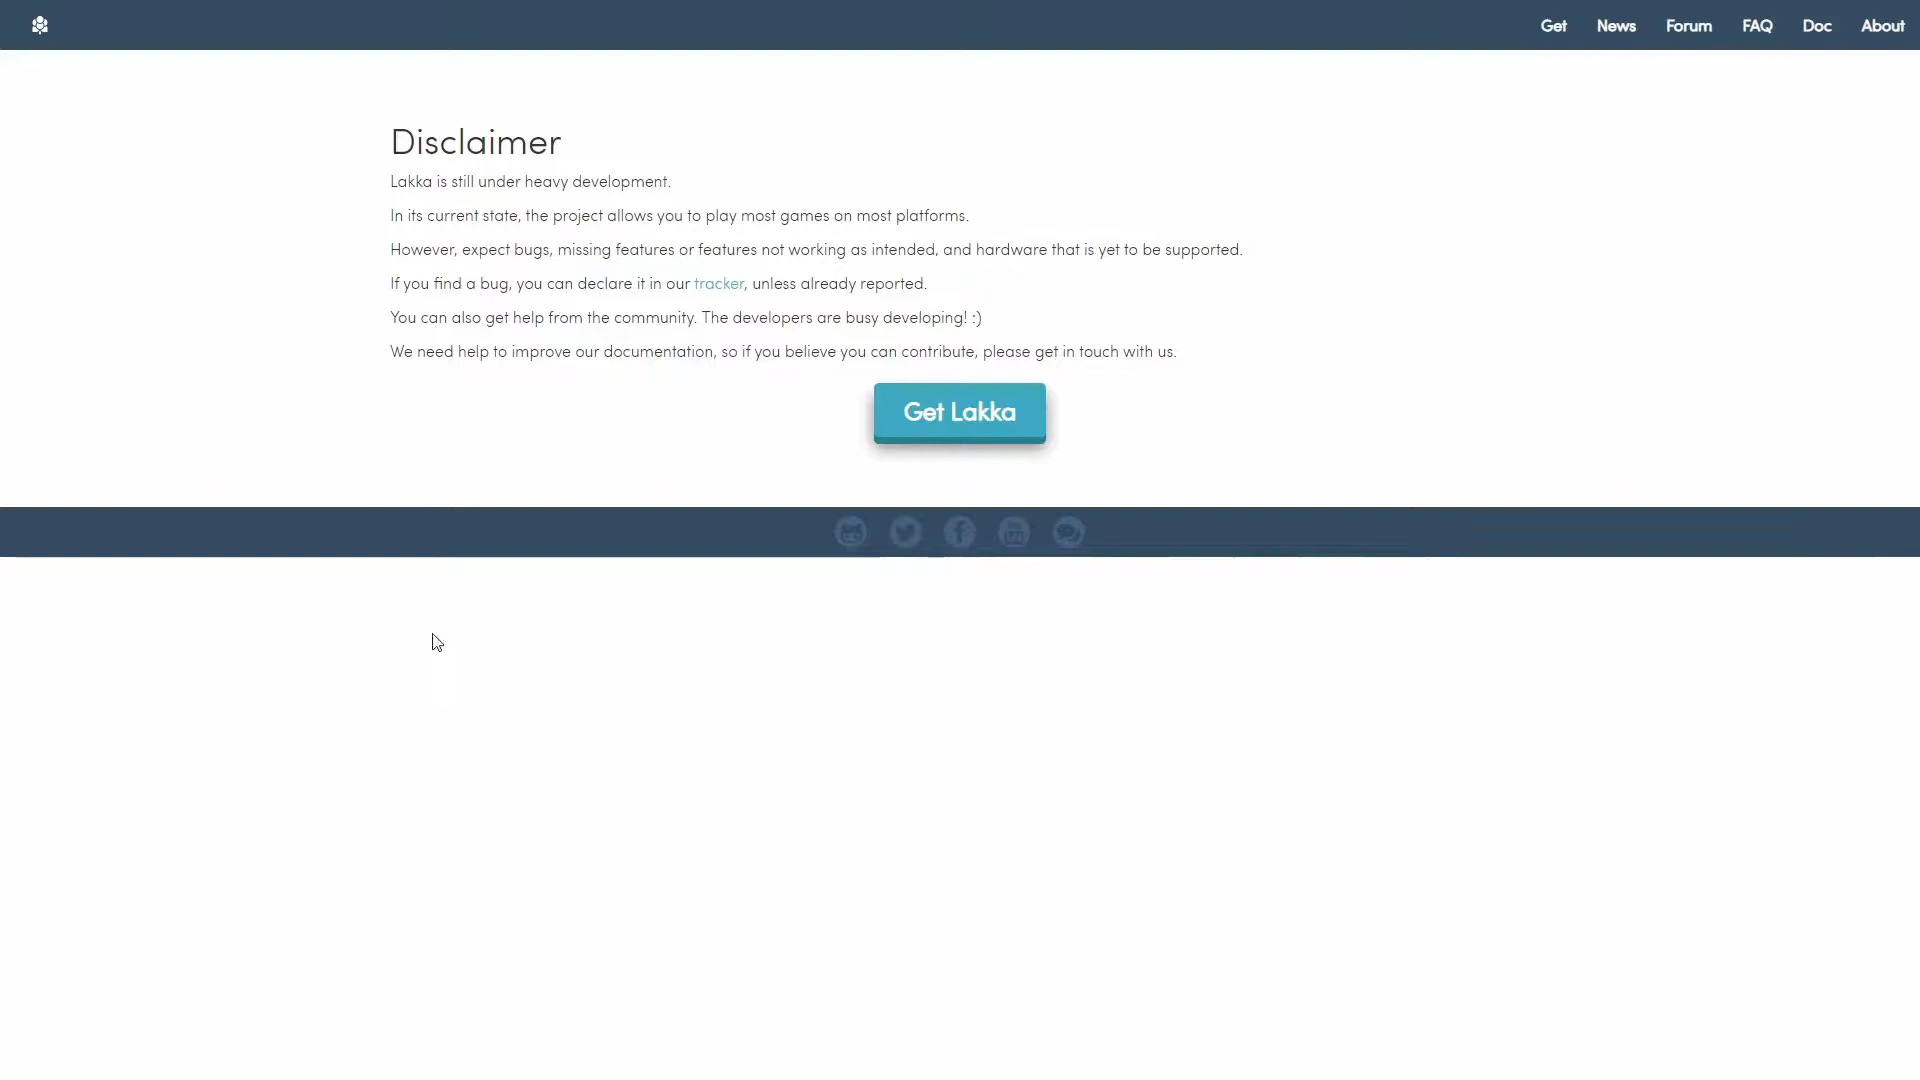 Get News Forum FAQ Doc About
Disclaimer
Lakka is still under heavy development.
In its current state, the project allows you to play most games on most platforms.
However, expect bugs, missing features or features not working as intended, and hardware that is yet to be supported.
If you find a bug, you can declare it in our tracker, unless already reported.
You can also get help from the community. The developers are busy developing! :)
We need help to improve our documentation, so if you believe you can contribute, please get in touch with us.
Get Lakka